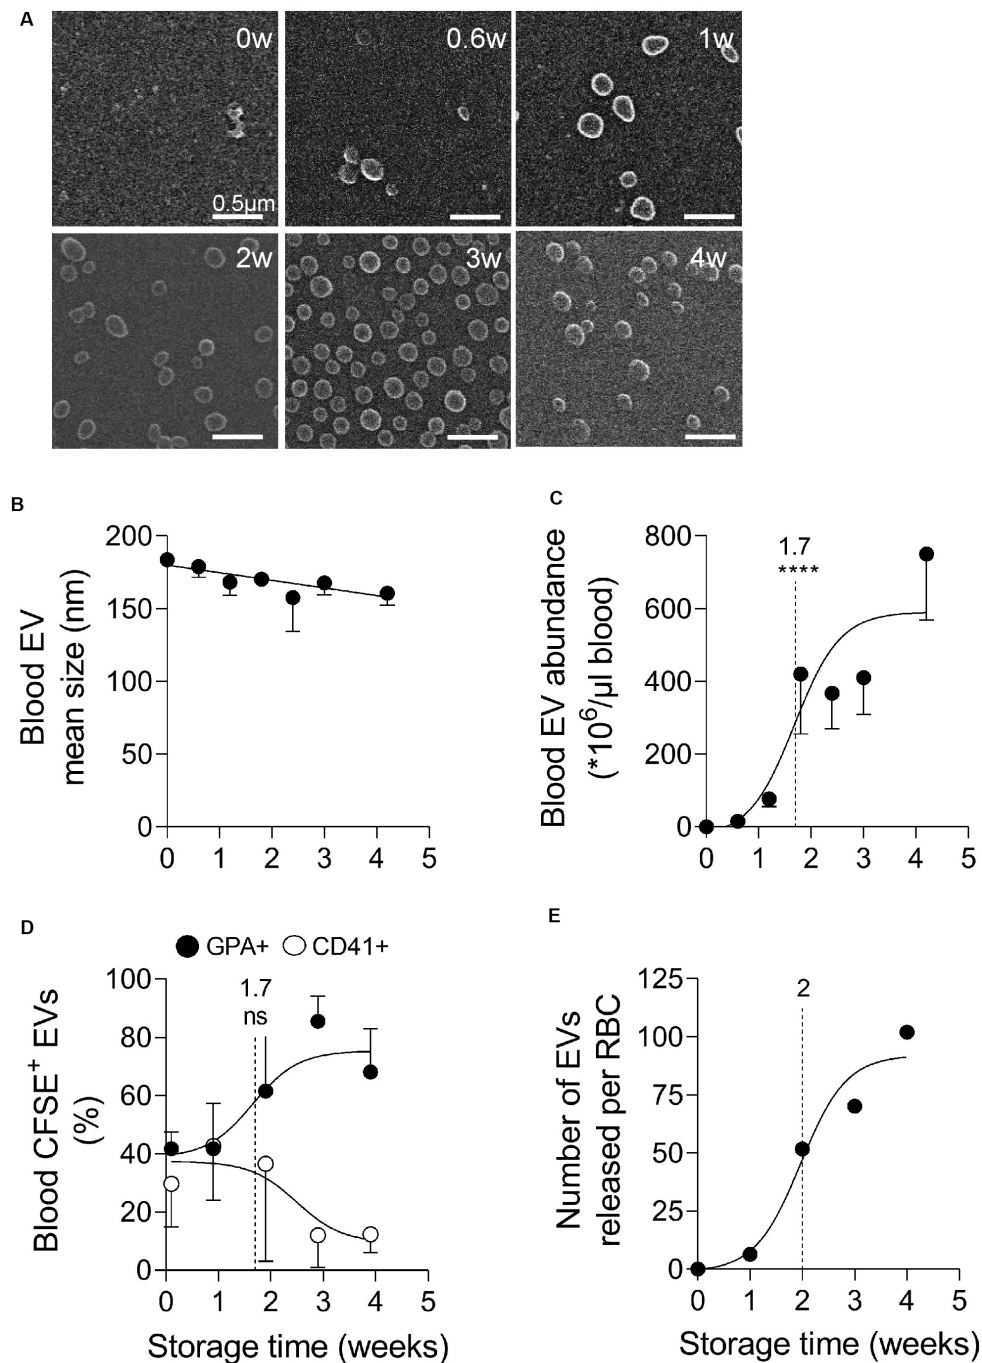 A
0w
0.6w
1w
0.5µm
2w
3w
4w
B
Blood EV
mean size (nm)
200
150
100
50
0
0 1 2 3 4 5
C
Blood EV abundance
(*10⁶/µl blood)
800
600
400
200
0
1.7
****
0 1 2 3 4 5
D
GPA+ CD41+
Blood CFSE⁺ EVs
(%)
100
80
60
40
20
0
1.7
ns
0 1 2 3 4 5
Storage time (weeks)
E
Number of EVs
released per RBC
125
100
75
50
25
0
2
0 1 2 3 4 5
Storage time (weeks)